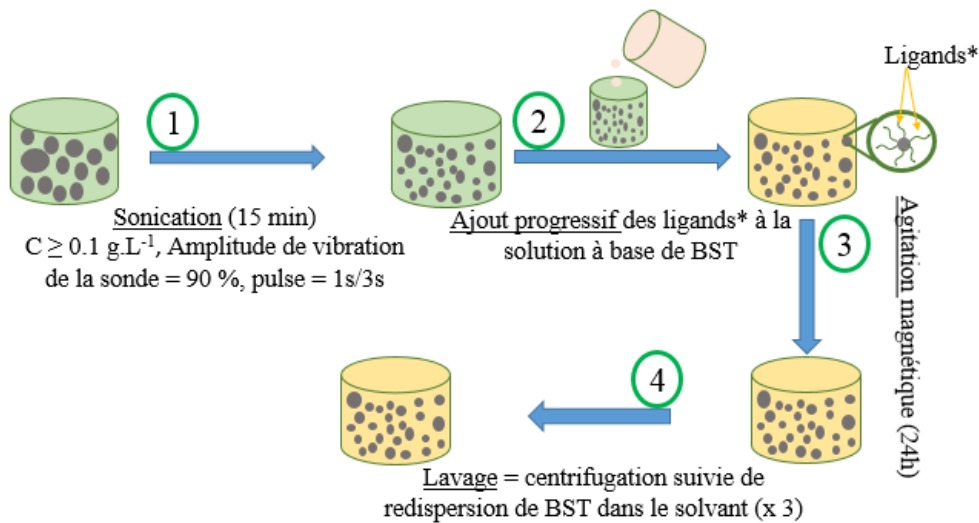 1
Sonication (15 min)
C ≥ 0.1 g.L⁻¹, Amplitude de vibration
de la sonde = 90 %, pulse = 1s/3s
2
Ajout progressif des ligands* à la
solution à base de BST
Ligands*
3
Agitation magnétique (24h)
4
Lavage = centrifugation suivie de
redispersion de BST dans le solvant (x 3)